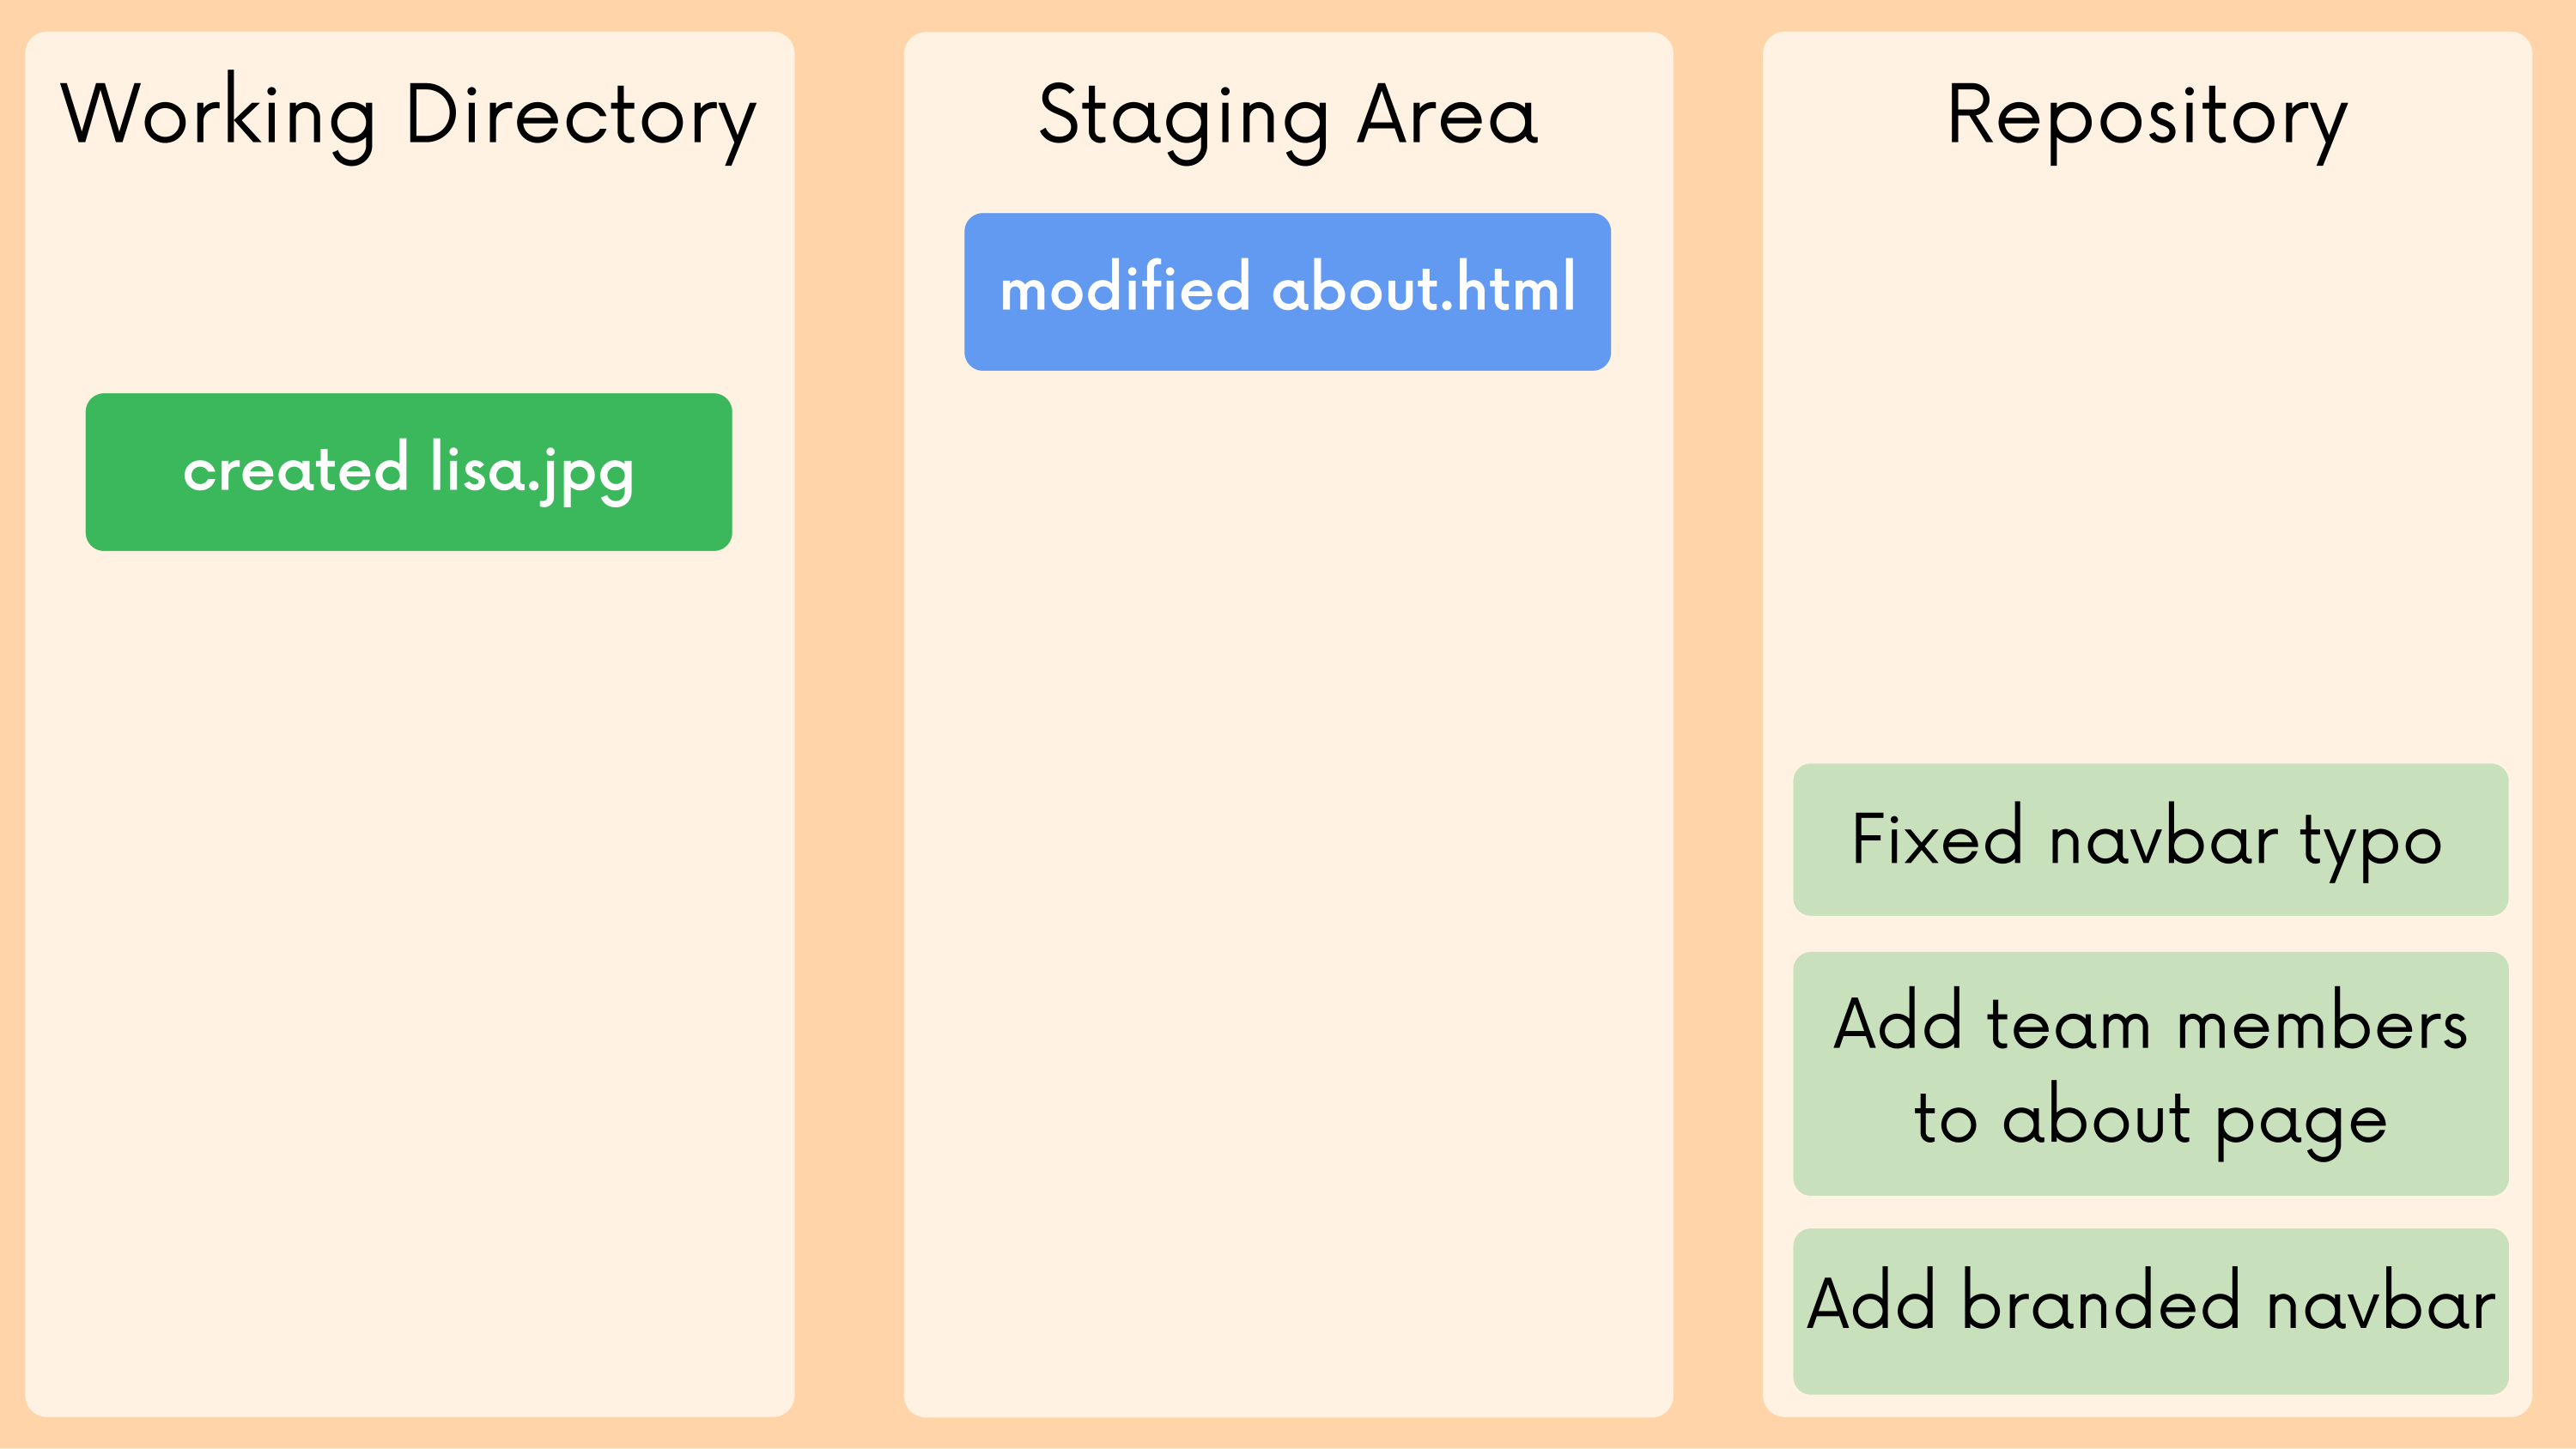 Working Directory
created lisa.jpg
Staging Area
modified about.html
Repository
Fixed navbar typo
Add team members
to about page
Add branded navbar